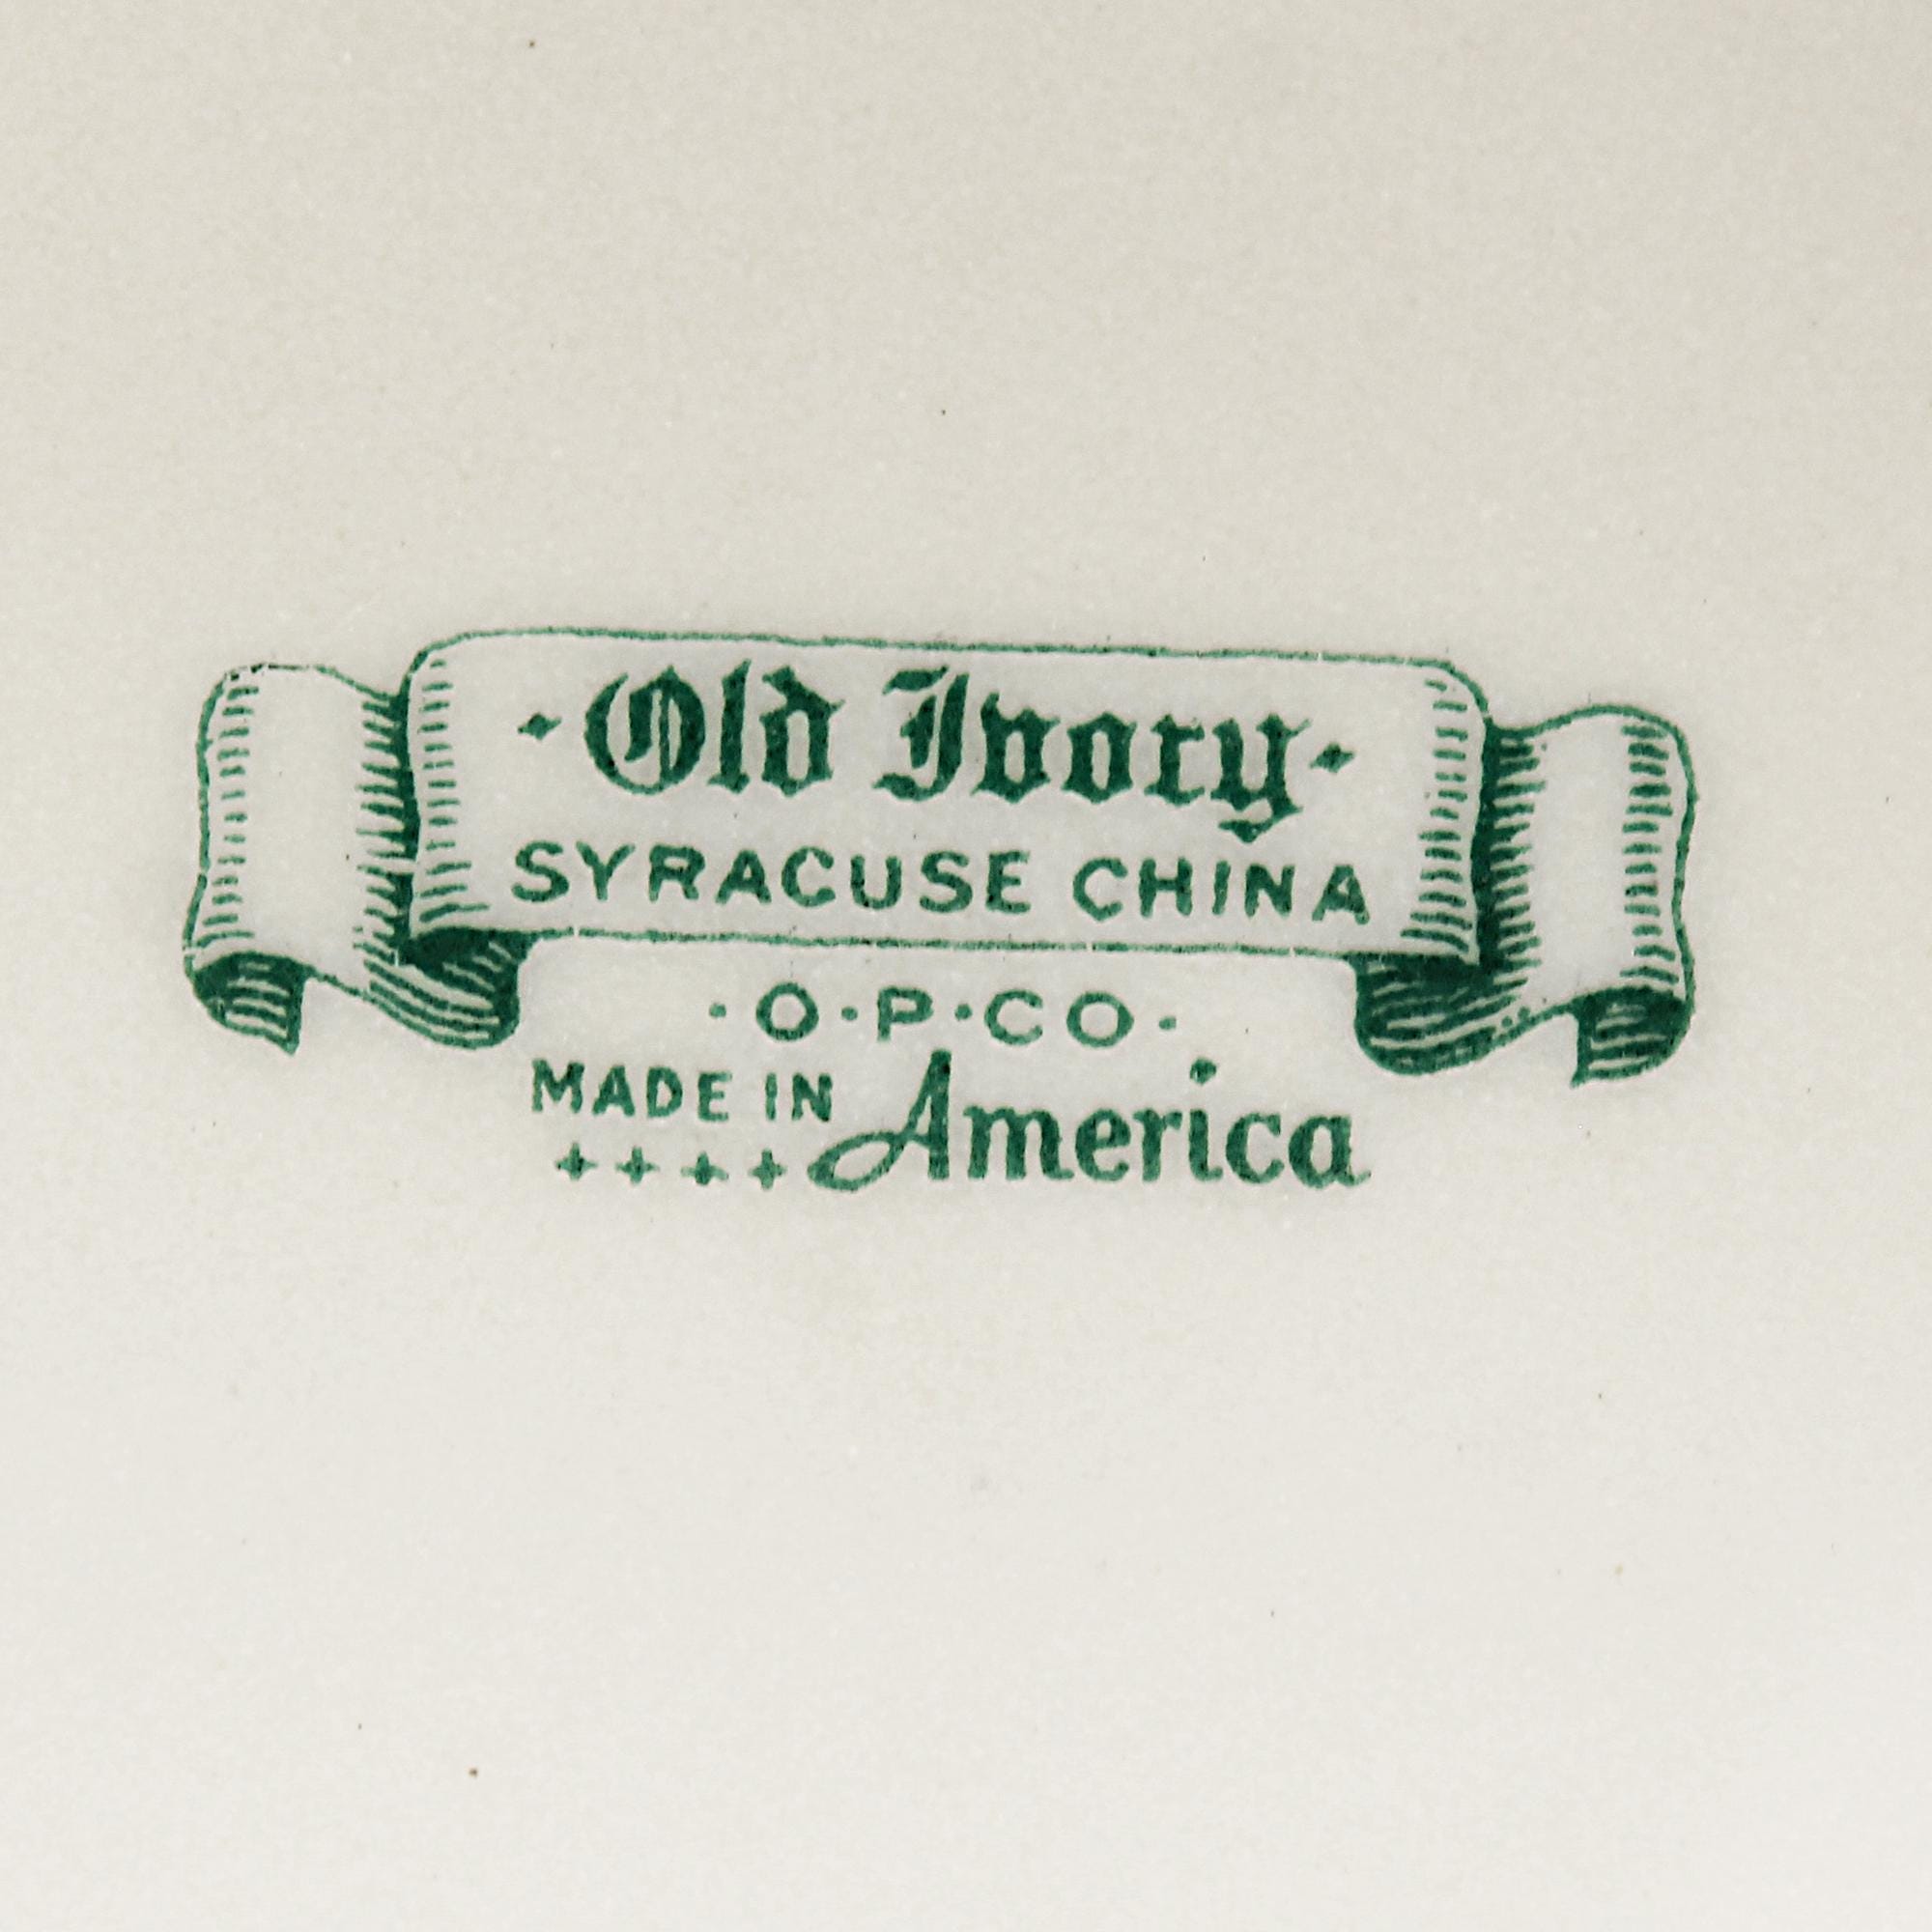 ·Old Ivory·
SYRACUSE CHINA
·O·P·CO·
MADE IN America
++++